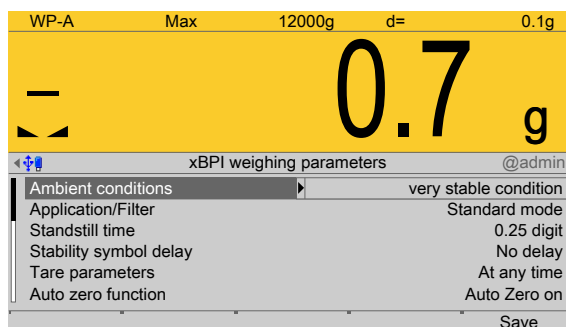 WP-A Max 12000g d= 0.1g
– 0.7 g
xBPI weighing parameters @admin
Ambient conditions very stable condition
Application/Filter Standard mode
Standstill time 0.25 digit
Stability symbol delay No delay
Tare parameters At any time
Auto zero function Auto Zero on
Save